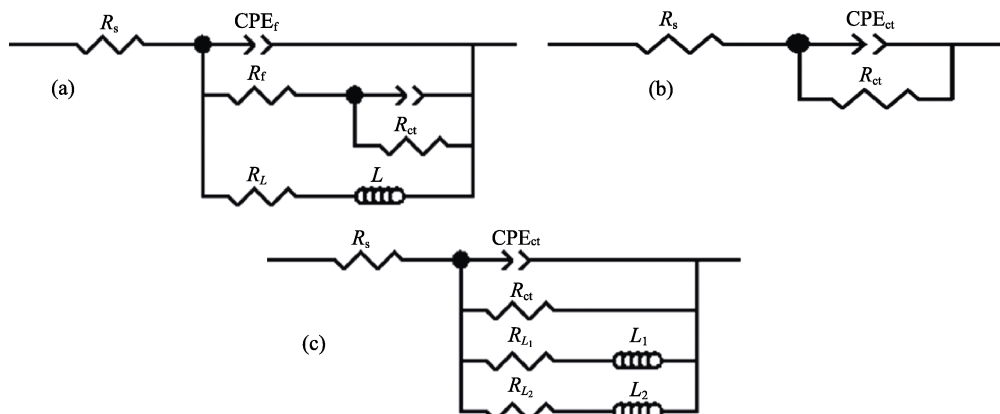 Rs CPEf
(a) Rf
Rct
RL L
Rs CPEct
(b) Rct
Rs CPEct
Rct
(c) RL1 L1
RL2 L2